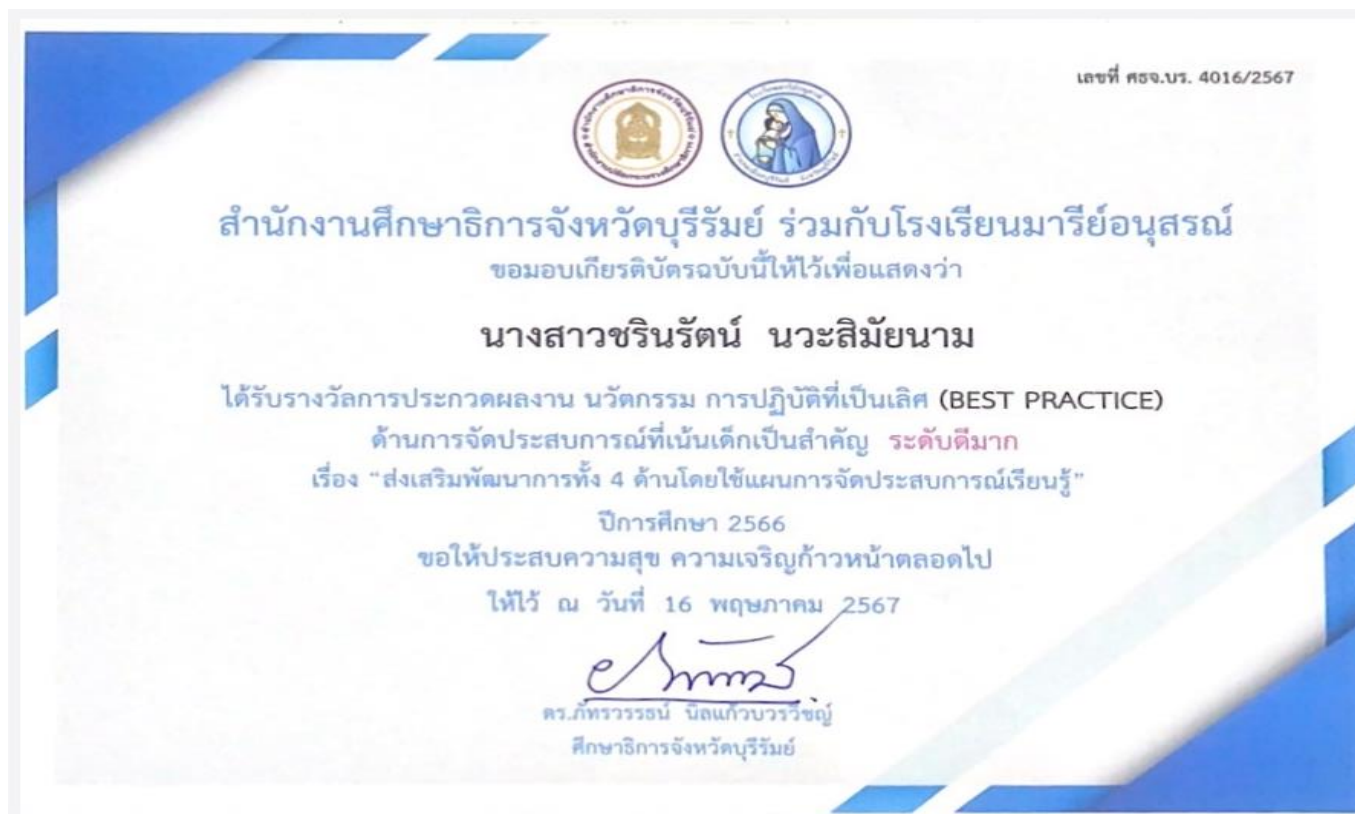 เลขที่ ศธจ.บร. 4016/2567
สำนักงานศึกษาธิการจังหวัดบุรีรัมย์ ร่วมกับโรงเรียนมารีย์อนุสรณ์
ขอมอบเกียรติบัตรฉบับนี้ให้ไว้เพื่อแสดงว่า
นางสาวชรินรัตน์ นวะสิมัยนาม
ได้รับรางวัลการประกวดผลงาน นวัตกรรม การปฏิบัติที่เป็นเลิศ (BEST PRACTICE)
ด้านการจัดประสบการณ์ที่เน้นเด็กเป็นสำคัญ ระดับดีมาก
เรื่อง "ส่งเสริมพัฒนาการทั้ง 4 ด้านโดยใช้แผนการจัดประสบการณ์เรียนรู้"
ปีการศึกษา 2566
ขอให้ประสบความสุข ความเจริญก้าวหน้าตลอดไป
ให้ไว้ ณ วันที่ 16 พฤษภาคม 2567
ดร.ภัทรวรรธน์ นิลแก้วบวรวิชญ์
ศึกษาธิการจังหวัดบุรีรัมย์